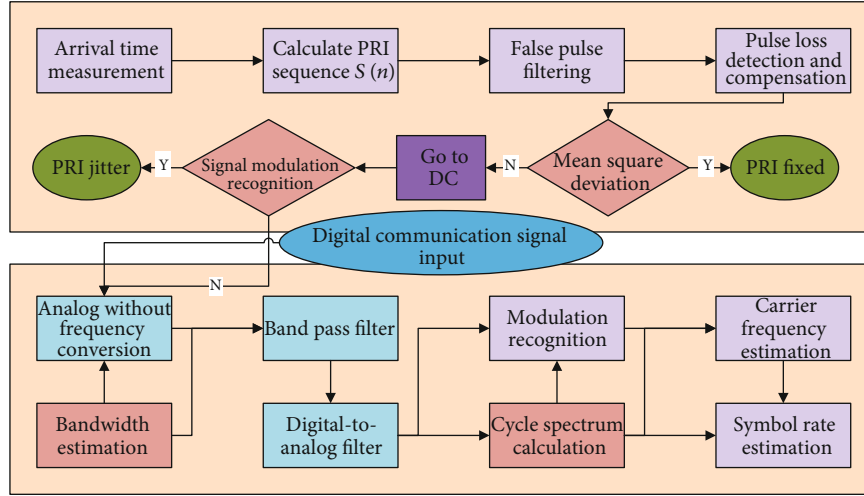 Arrival time
measurement
Calculate PRI
sequence S (n)
False pulse
filtering
Pulse loss
detection and
compensation
PRI jitter
Y
Signal modulation
recognition
Go to
DC
N
Mean square
deviation
Y
PRI fixed
Digital communication signal
input
N
Analog without
frequency
conversion
Band pass filter
Modulation
recognition
Carrier
frequency
estimation
Bandwidth
estimation
Digital-to-
analog filter
Cycle spectrum
calculation
Symbol rate
estimation